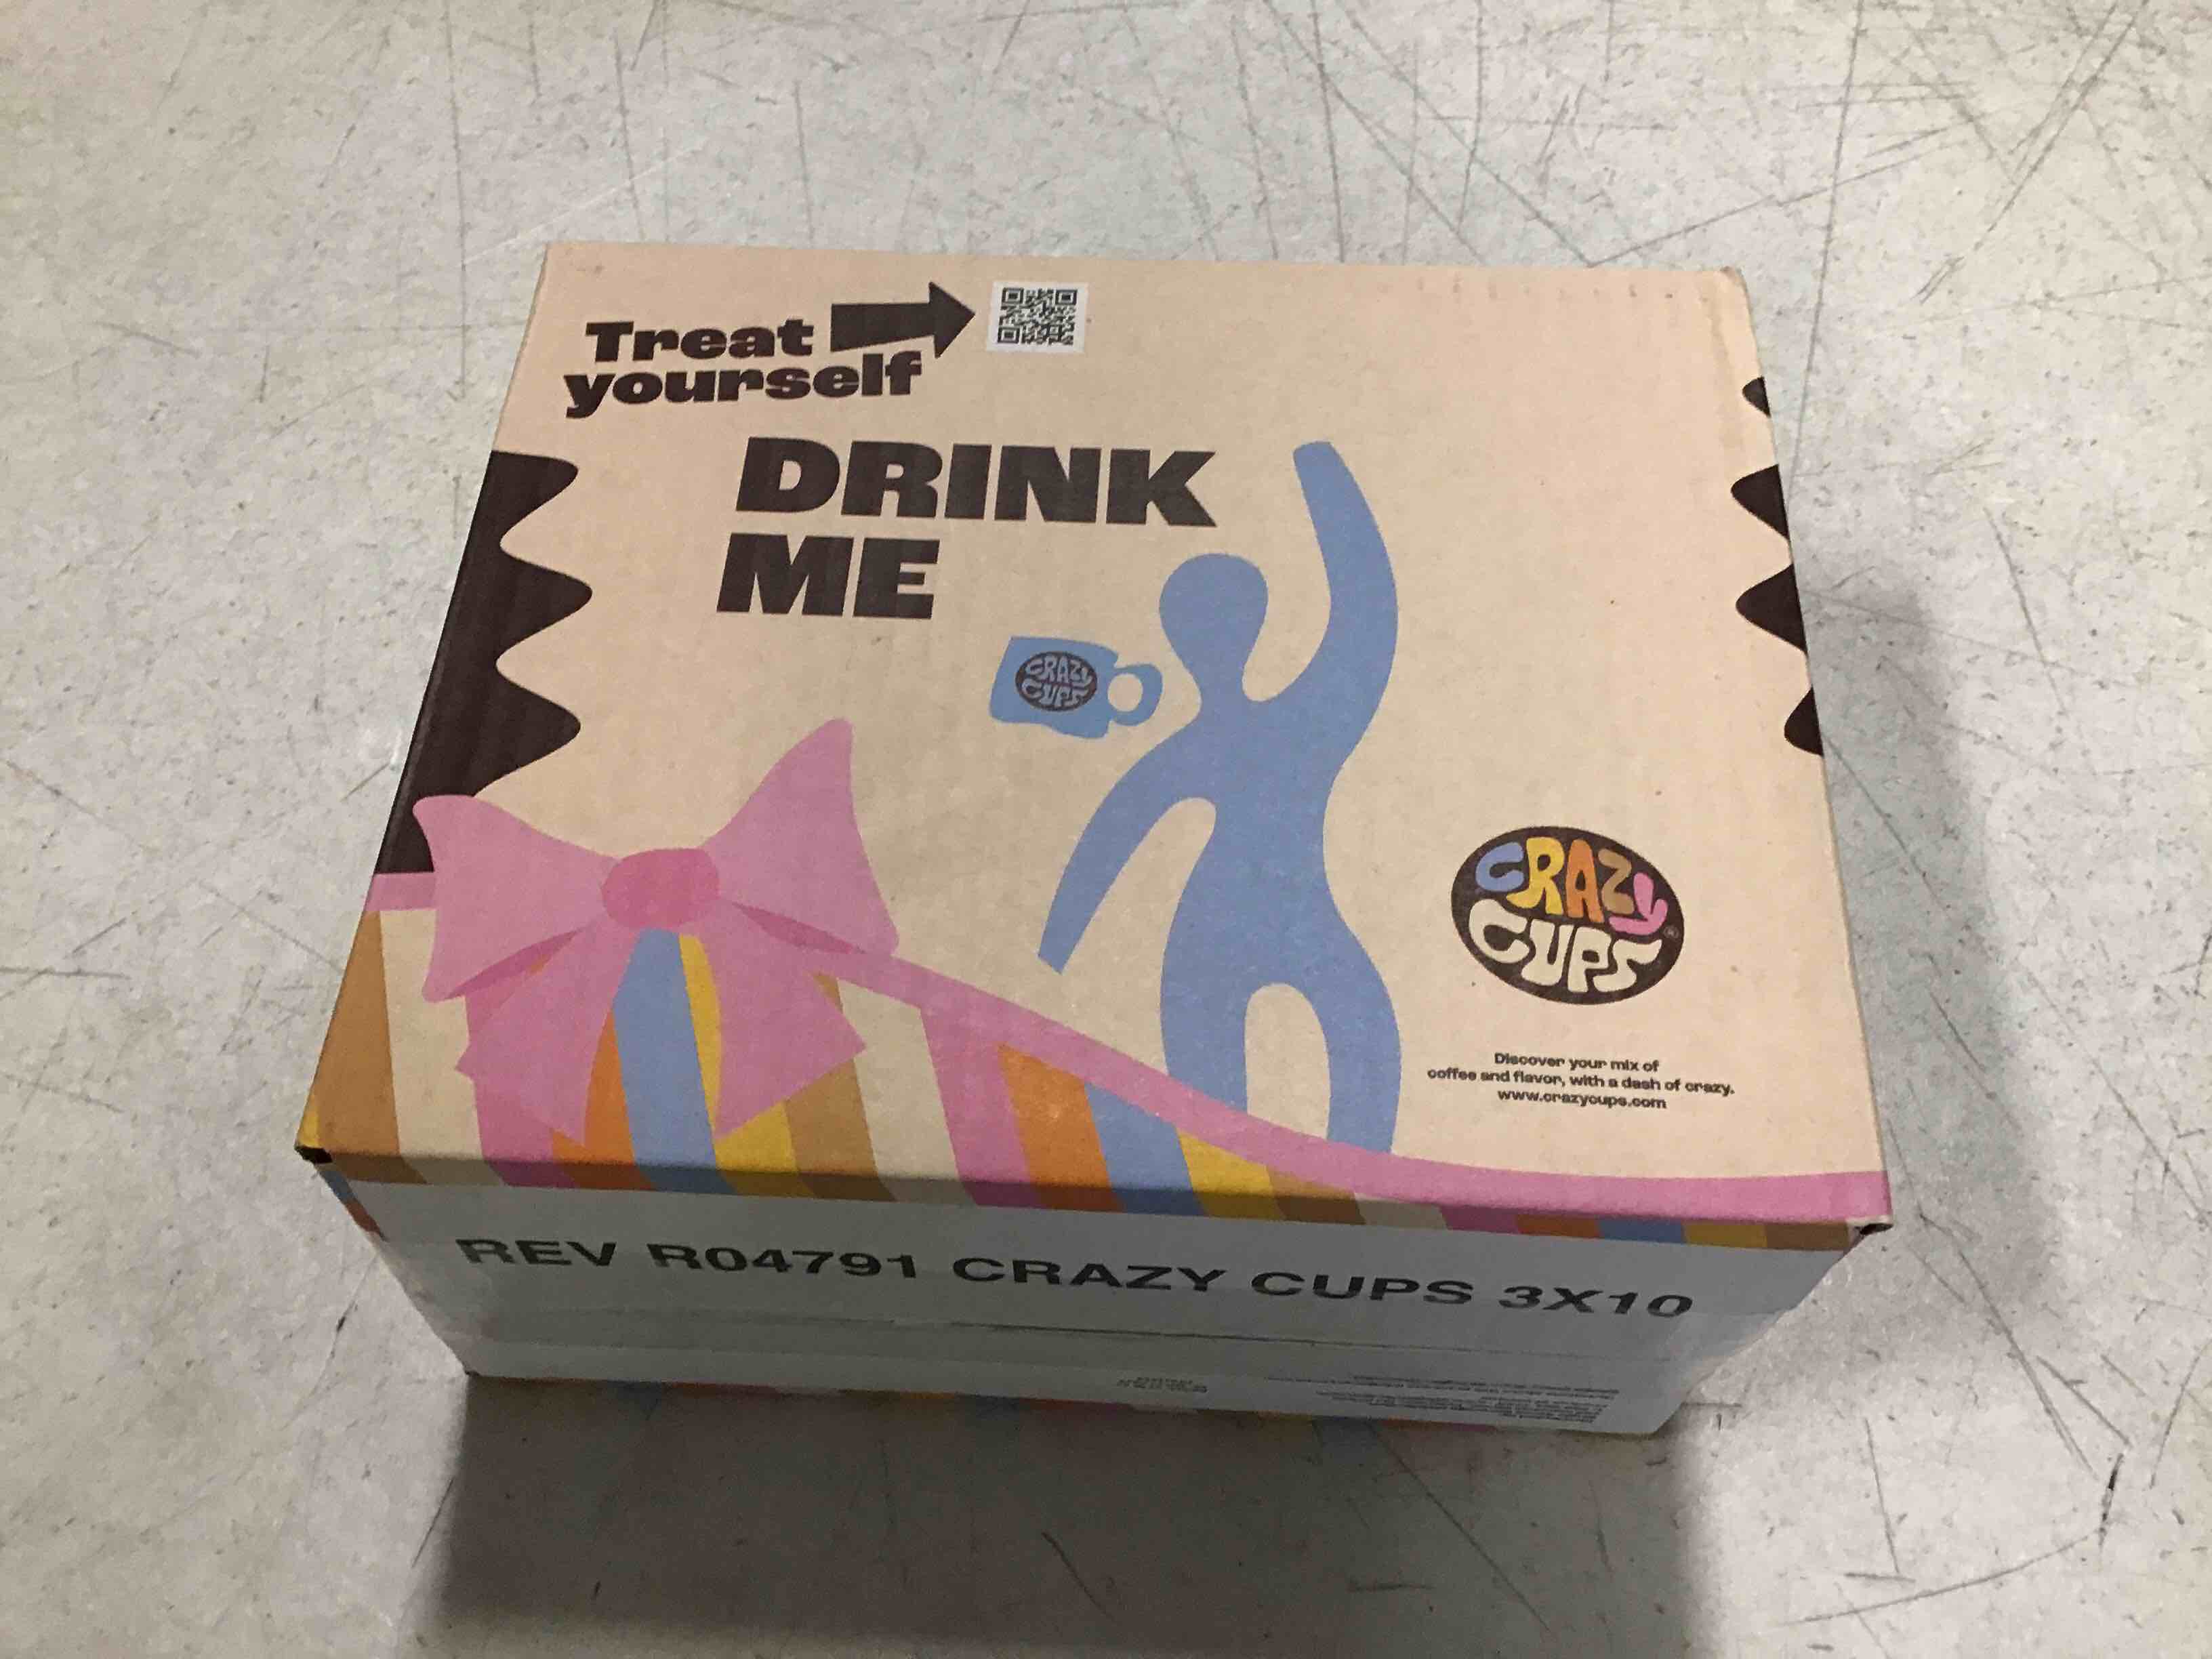 Treat
yourself
DRINK
ME
CRAZY
CUPS
CRAZY
CUPS®
Discover your mix of
coffee and flavor, with a dash of crazy.
www.crazycups.com
REV R04791 CRAZY CUPS 3X10